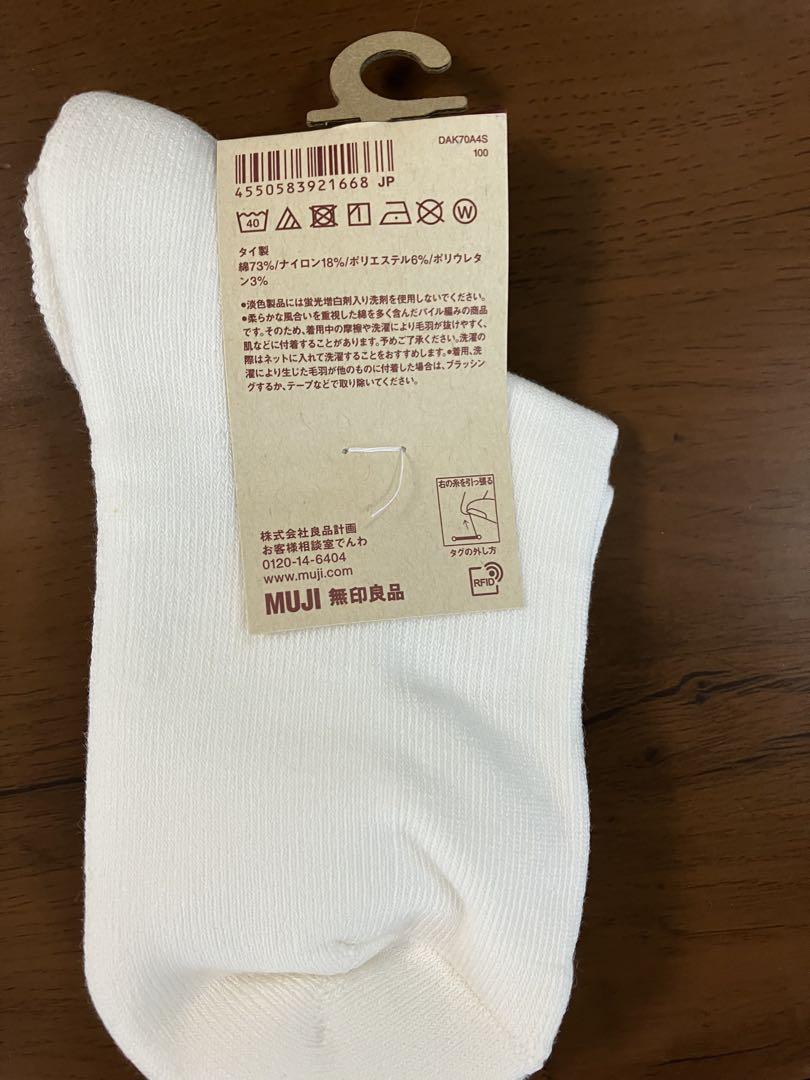 DAK70A4S
100
4550583921668 JP
40
W
タイ製
綿73%/ナイロン18%/ポリエステル6%/ポリウレタ
ン3%
●淡色製品には蛍光増白剤入り洗剤を使用しないでください。
●柔らかな風合いを重視した綿を多く含んだパイル編みの商品
です。そのため、着用中の摩擦や洗濯により毛羽が抜けやすく、
肌などに付着することがあります。予めご了承ください。洗濯の
際はネットに入れて洗濯することをおすすめします。●着用、洗
濯により生じた毛羽が他のものに付着した場合は、ブラッシン
グするか、テープなどで取り除いてください。
右の糸を引っ張る
タグの外し方
株式会社良品計画
お客様相談室でんわ
0120-14-6404
www.muji.com
MUJI 無印良品
RFID